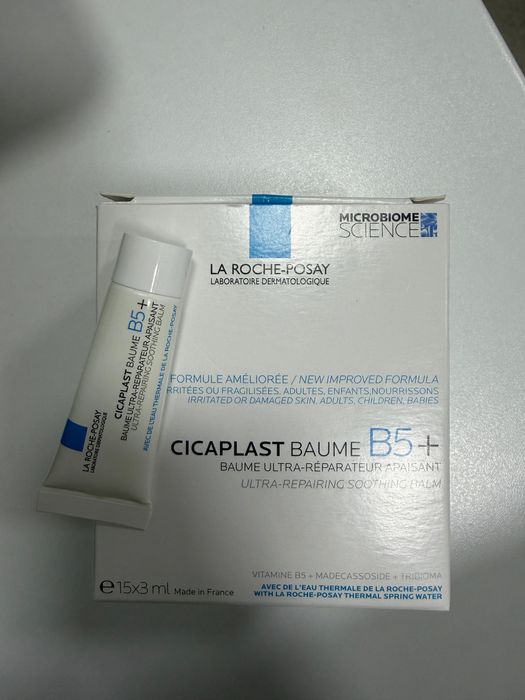 MICROBIOME
SCIENCE
LA ROCHE-POSAY
LABORATOIRE DERMATOLOGIQUE
FORMULE AMÉLIORÉE / NEW IMPROVED FORMULA
RRITÉES OU FRAGILISÉES, ADULTES, ENFANTS, NOURRISSONS
IRRITATED OR DAMAGED SKIN, ADULTS, CHILDREN, BABIES
CICAPLAST BAUME B5+
BAUME ULTRA-RÉPARATEUR APAISANT
ULTRA-REPAIRING SOOTHING BALM
VITAMINE B5 + MADECASSOSIDE + TRIBIOMA
e 15x3 ml Made in France
AVEC DE L'EAU THERMALE DE LA ROCHE-POSAY
WITH LA ROCHE-POSAY THERMAL SPRING WATER
LA ROCHE-POSAY
LABORATOIRE DERMATOLOGIQUE
CICAPLAST BAUME B5+
BAUME ULTRA-RÉPARATEUR APAISANT
ULTRA-REPAIRING SOOTHING BALM
AVEC DE L'EAU THERMALE DE LA ROCHE-POSAY